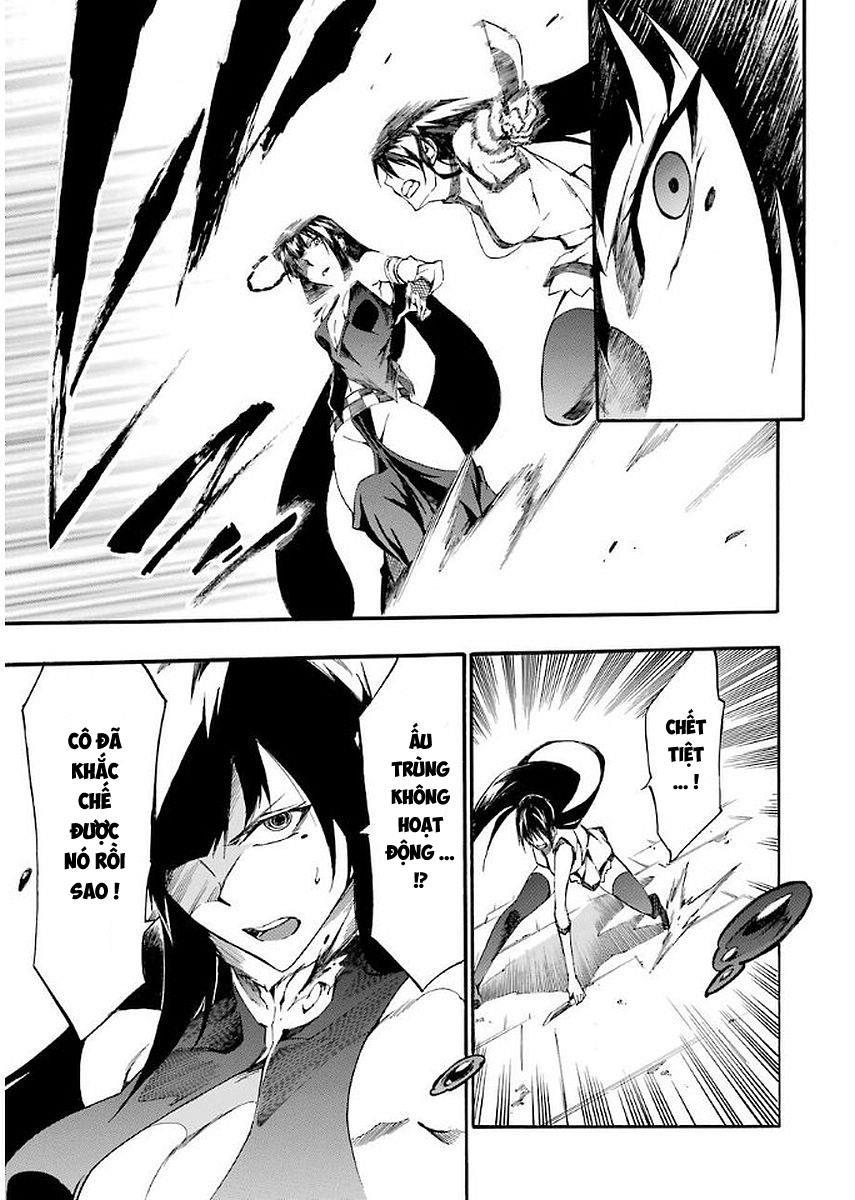 CHẾT
TIỆT
... !
ẤU
TRÙNG
KHÔNG
HOẠT
ĐỘNG ...
!?
CÔ ĐÃ
KHẮC
CHẾ
ĐƯỢC
NÓ RỒI
SAO !